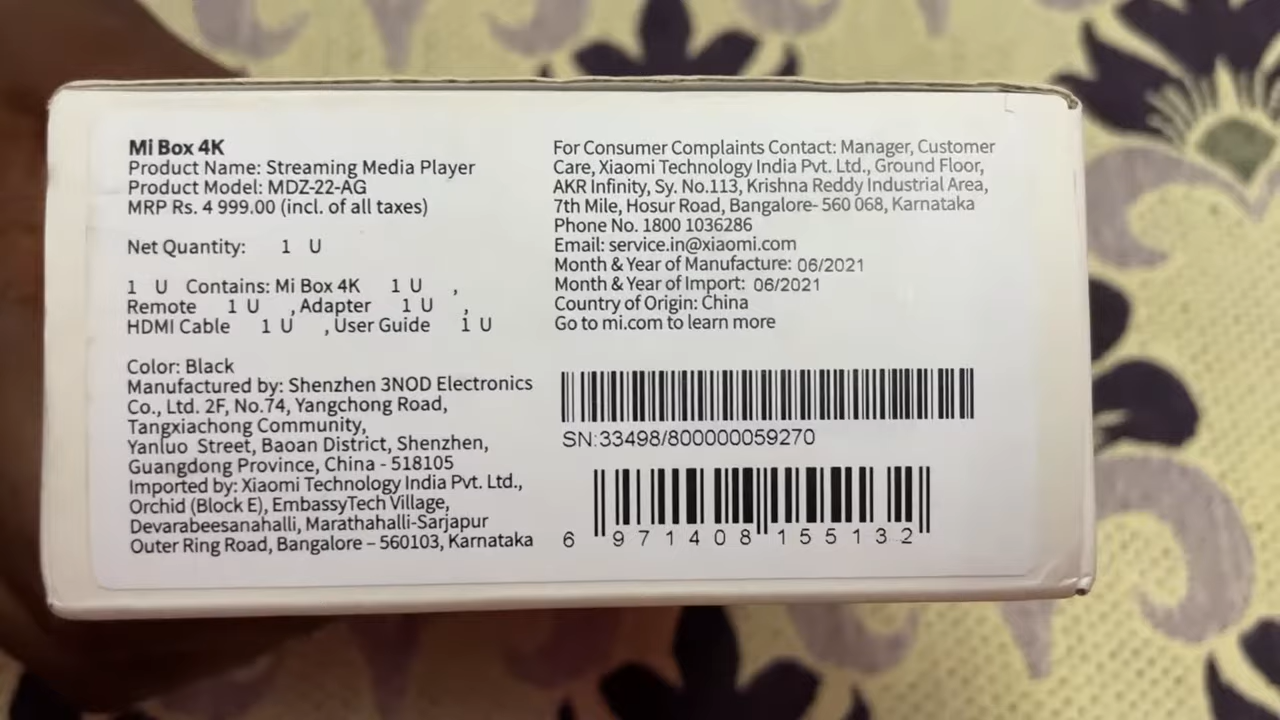 Mi Box 4K
Product Name: Streaming Media Player
Product Model: MDZ-22-AG
MRP Rs. 4 999.00 (incl. of all taxes)
Net Quantity: 1 U
1 U Contains: Mi Box 4K 1 U ,
Remote 1 U , Adapter 1 U ,
HDMI Cable 1 U , User Guide 1 U
Color: Black
Manufactured by: Shenzhen 3NOD Electronics
Co., Ltd. 2F, No.74, Yangchong Road,
Tangxiachong Community,
Yanluo Street, Baoan District, Shenzhen,
Guangdong Province, China - 518105
Imported by: Xiaomi Technology India Pvt. Ltd.,
Orchid (Block E), EmbassyTech Village,
Devarabeesanahalli, Marathahalli-Sarjapur
Outer Ring Road, Bangalore – 560103, Karnataka
For Consumer Complaints Contact: Manager, Customer
Care, Xiaomi Technology India Pvt. Ltd., Ground Floor,
AKR Infinity, Sy. No.113, Krishna Reddy Industrial Area,
7th Mile, Hosur Road, Bangalore- 560 068, Karnataka
Phone No. 1800 1036286
Email: service.in@xiaomi.com
Month & Year of Manufacture: 06/2021
Month & Year of Import: 06/2021
Country of Origin: China
Go to mi.com to learn more
SN:33498/800000059270
6 971408 155132